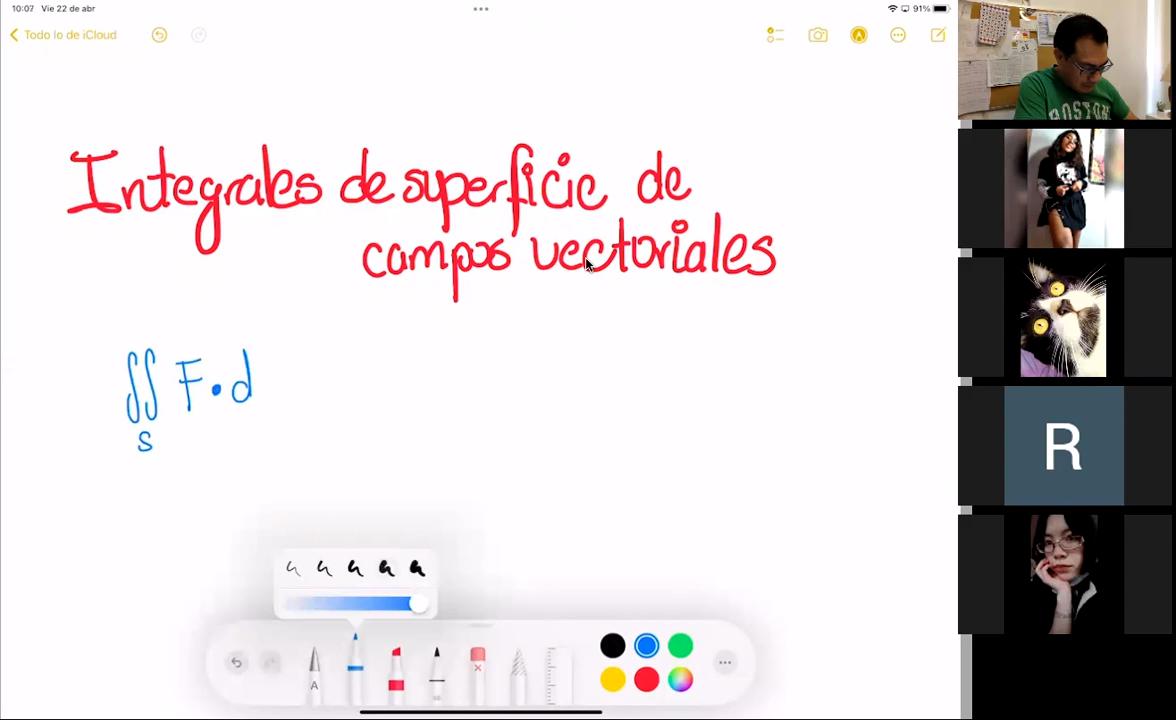 10:07 Vie 22 de abr
91%
Todo lo de iCloud
Integrales de superficie de
campos vectoriales
∬ F • d
S
A
BOSTON
R